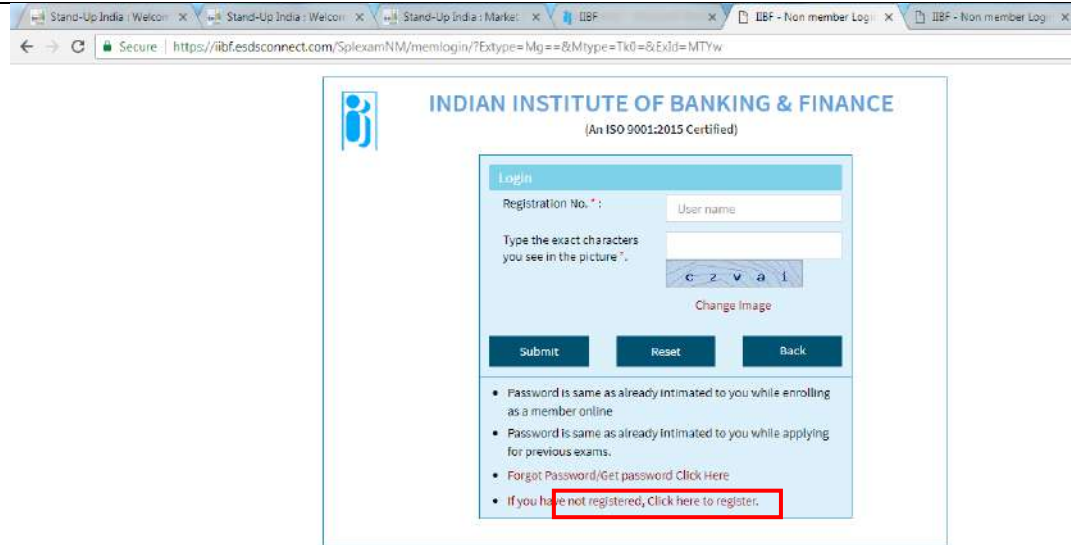 Stand-Up India : Welcon
Stand-Up India : Welcon
Stand-Up India : Market
IIBF
IIBF - Non member Logi
IIBF - Non member Logi
Secure | https://iibf.esdsconnect.com/SplexamNM/memlogin/?Extype=Mg==&Mtype=Tk0=&ExId=MTYw
INDIAN INSTITUTE OF BANKING & FINANCE
(An ISO 9001:2015 Certified)
Login
Registration No. * :
User name
Type the exact characters
you see in the picture *.
c z v a i
Change Image
Submit Reset Back
• Password is same as already intimated to you while enrolling
as a member online
• Password is same as already intimated to you while applying
for previous exams.
• Forgot Password/Get password Click Here
• If you have not registered, Click here to register.